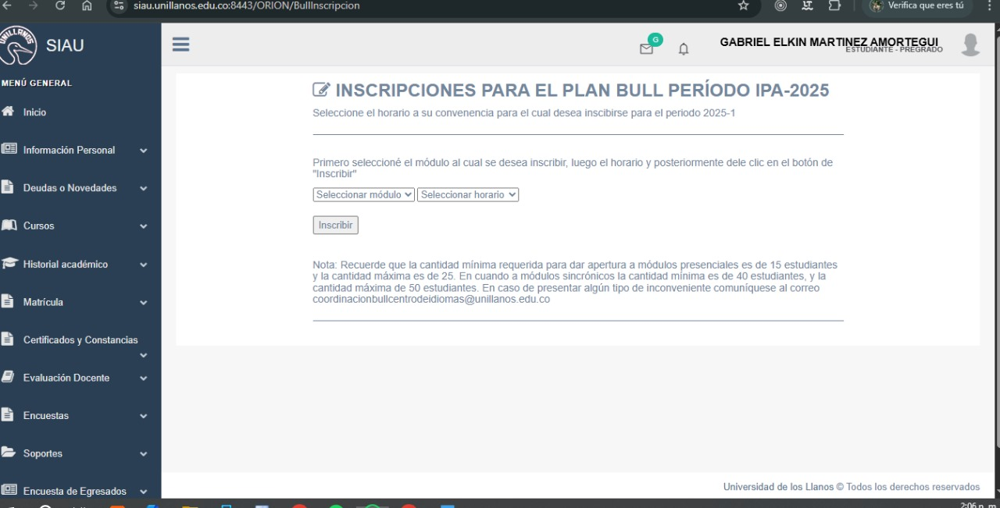 siau.unillanos.edu.co:8443/ORION/BullInscripcion
Verifica que eres tú
UNILLANOS
SIAU
G
GABRIEL ELKIN MARTINEZ AMORTEGUI
ESTUDIANTE - PREGRADO
MENÚ GENERAL
Inicio
Información Personal
Deudas o Novedades
Cursos
Historial académico
Matrícula
Certificados y Constancias
Evaluación Docente
Encuestas
Soportes
Encuesta de Egresados
INSCRIPCIONES PARA EL PLAN BULL PERÍODO IPA-2025
Seleccione el horario a su convenencia para el cual desea inscibirse para el periodo 2025-1
Primero seleccioné el módulo al cual se desea inscribir, luego el horario y posteriormente dele clic en el botón de
"Inscribir"
Seleccionar módulo Seleccionar horario
Inscribir
Nota: Recuerde que la cantidad mínima requerida para dar apertura a módulos presenciales es de 15 estudiantes
y la cantidad máxima es de 25. En cuando a módulos sincrónicos la cantidad mínima es de 40 estudiantes, y la
cantidad máxima de 50 estudiantes. En caso de presentar algún tipo de inconveniente comuníquese al correo
coordinacionbullcentrodeidiomas@unillanos.edu.co
Universidad de los Llanos © Todos los derechos reservados
2:06 p. m.